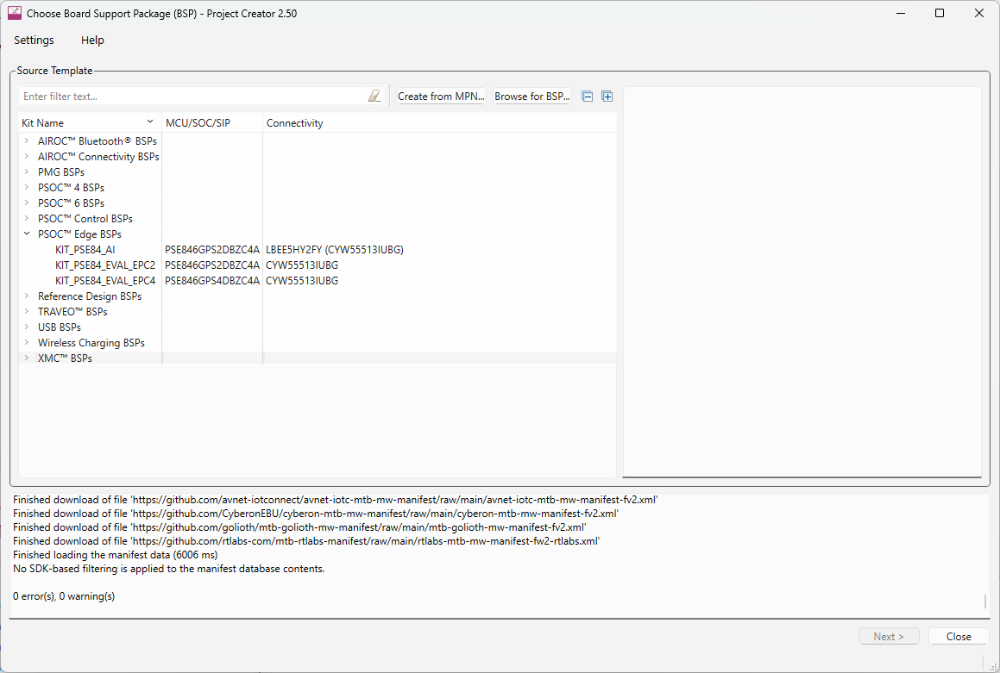 Choose Board Support Package (BSP) - Project Creator 2.50
Settings Help
Source Template
Enter filter text...
Create from MPN...
Browse for BSP...
Kit Name MCU/SOC/SIP Connectivity
AIROC™ Bluetooth® BSPs
AIROC™ Connectivity BSPs
PMG BSPs
PSOC™ 4 BSPs
PSOC™ 6 BSPs
PSOC™ Control BSPs
PSOC™ Edge BSPs
KIT_PSE84_AI PSE846GPS2DBZC4A LBEE5HY2FY (CYW55513IUBG)
KIT_PSE84_EVAL_EPC2 PSE846GPS2DBZC4A CYW55513IUBG
KIT_PSE84_EVAL_EPC4 PSE846GPS4DBZC4A CYW55513IUBG
Reference Design BSPs
TRAVEO™ BSPs
USB BSPs
Wireless Charging BSPs
XMC™ BSPs
Finished download of file 'https://github.com/avnet-iotconnect/avnet-iotc-mtb-mw-manifest/raw/main/avnet-iotc-mtb-mw-manifest-fv2.xml'
Finished download of file 'https://github.com/CyberonEBU/cyberon-mtb-mw-manifest/raw/main/cyberon-mtb-mw-manifest-fv2.xml'
Finished download of file 'https://github.com/golioth/mtb-golioth-mw-manifest/raw/main/mtb-golioth-mw-manifest-fv2.xml'
Finished download of file 'https://github.com/rtlabs-com/mtb-rtlabs-manifest/raw/main/rtlabs-mtb-mw-manifest-fw2-rtlabs.xml'
Finished loading the manifest data (6006 ms)
No SDK-based filtering is applied to the manifest database contents.
0 error(s), 0 warning(s)
Next > Close